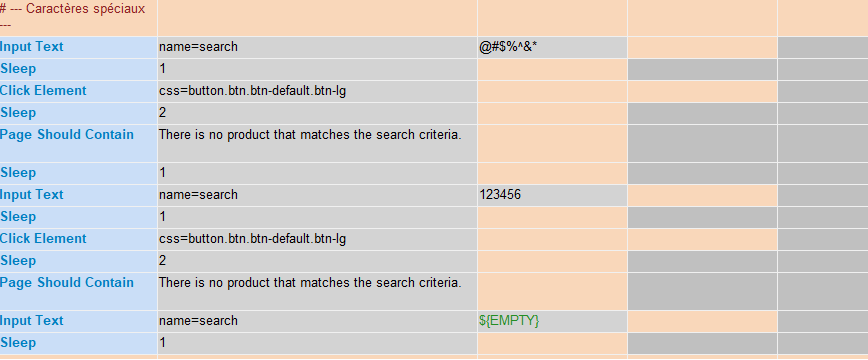 # --- Caractères spéciaux
---
Input Text name=search @#$%^&*
Sleep 1
Click Element css=button.btn.btn-default.btn-lg
Sleep 2
Page Should Contain There is no product that matches the search criteria.
Sleep 1
Input Text name=search 123456
Sleep 1
Click Element css=button.btn.btn-default.btn-lg
Sleep 2
Page Should Contain There is no product that matches the search criteria.
Input Text name=search ${EMPTY}
Sleep 1